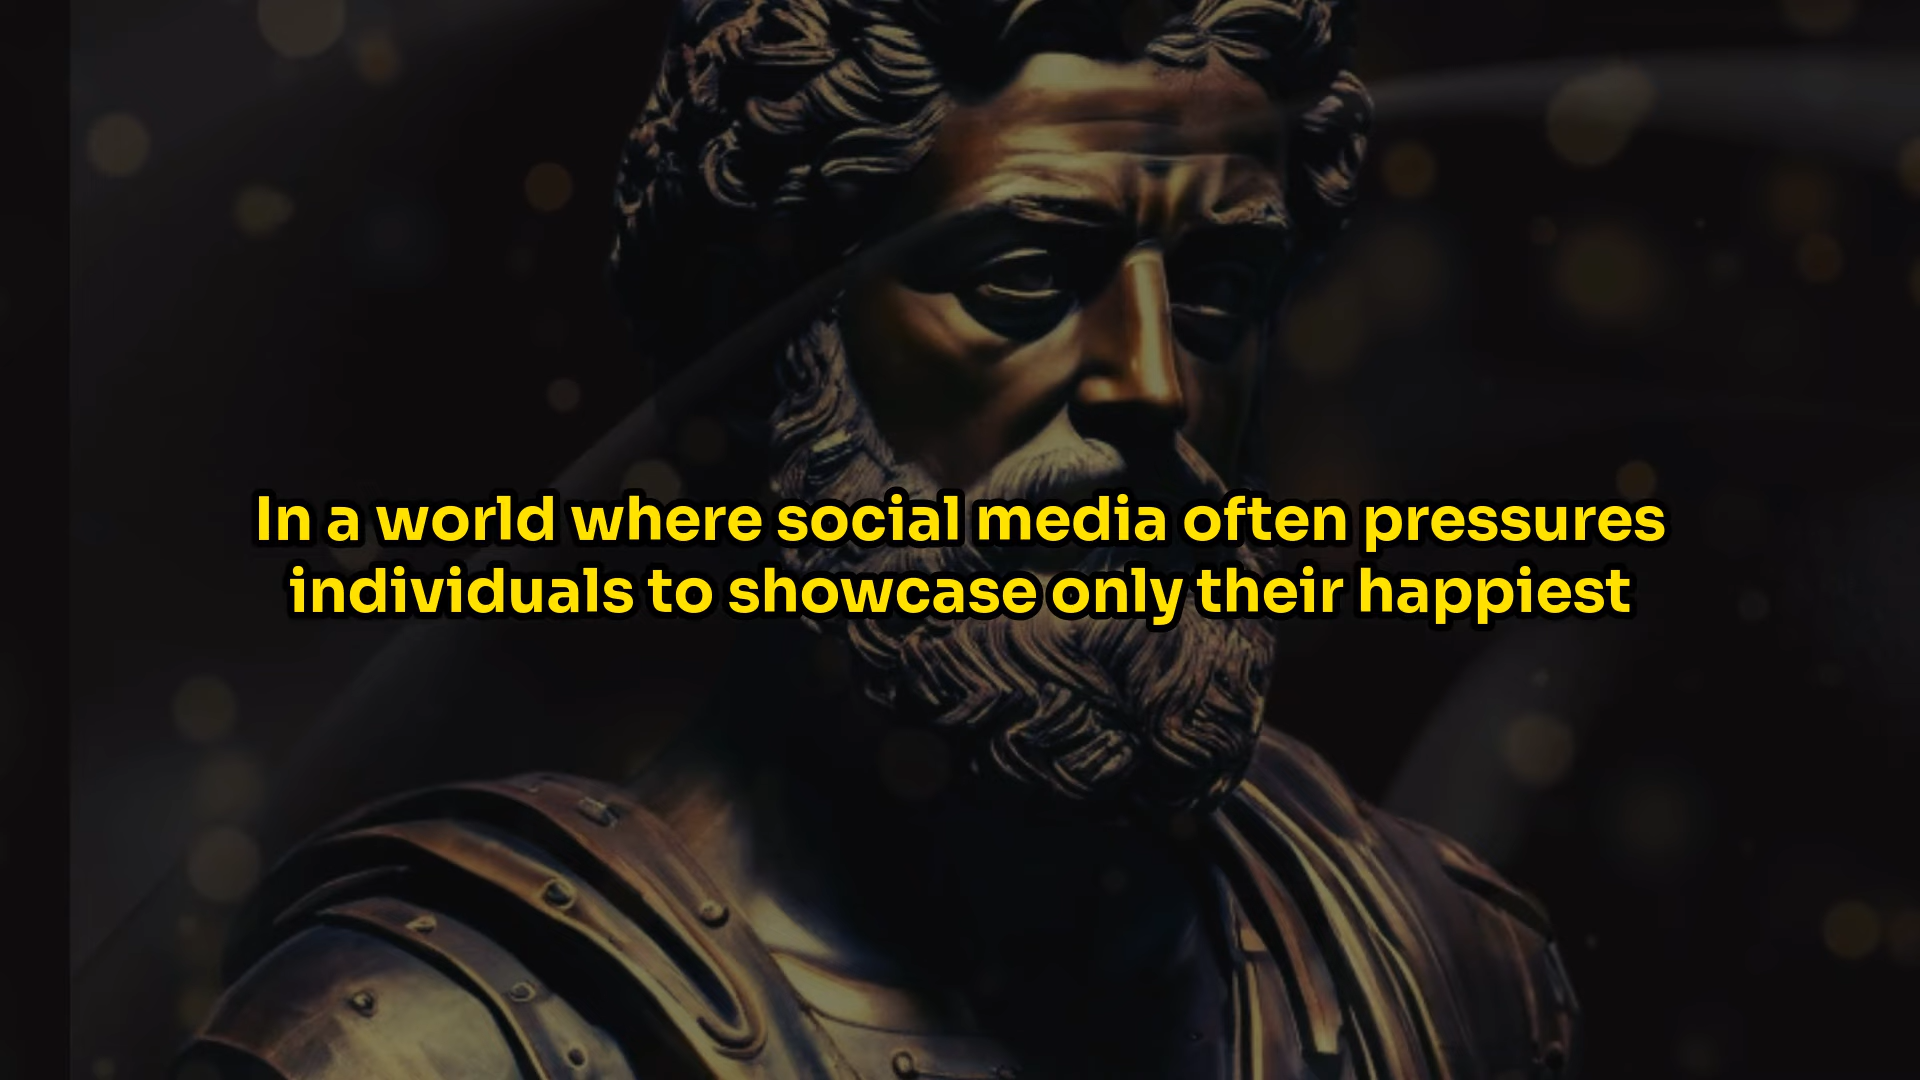 In a world where social media often pressures
individuals to showcase only their happiest